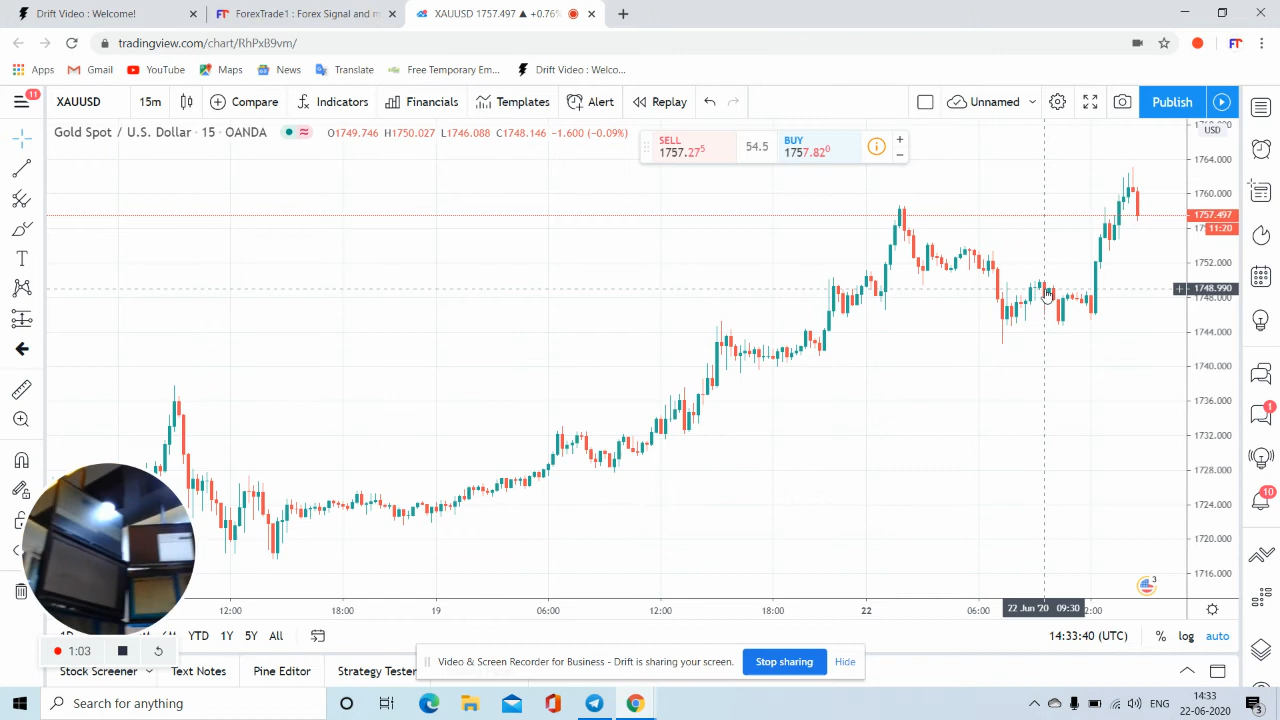 Drift Video : Welcome!
ForexTrade1 : Forex Signal and m
XAUUSD 1757.497 ▲ +0.76%
tradingview.com/chart/RhPxB9vm/
Apps
Gmail
YouTube
Maps
News
Translate
Free Temporary Em...
Drift Video : Welco...
11
XAUUSD
15m
Compare
Indicators
Financials
Templates
Alert
Replay
Unnamed
Publish
Gold Spot / U.S. Dollar · 15 · OANDA
O1749.746 H1750.027 L1746.088 C1748.146 -1.600 (-0.09%)
SELL
1757.275
54.5
BUY
1757.820
USD
1764.000
1760.000
1757.497
11:20
1752.000
1748.990
1748.000
1744.000
1740.000
1736.000
1732.000
1728.000
1724.000
1720.000
1716.000
1
10
3
12:00
18:00
19
06:00
12:00
18:00
22
06:00
22 Jun '20 09:30
2:00
YTD
1Y
5Y
All
14:33:40 (UTC)
%
log
auto
1:03
Stock Screener
Text Notes
Pine Editor
Strategy Tester
Video & Screen Recorder for Business - Drift is sharing your screen.
Stop sharing
Hide
Search for anything
ENG
14:33
22-06-2020
3